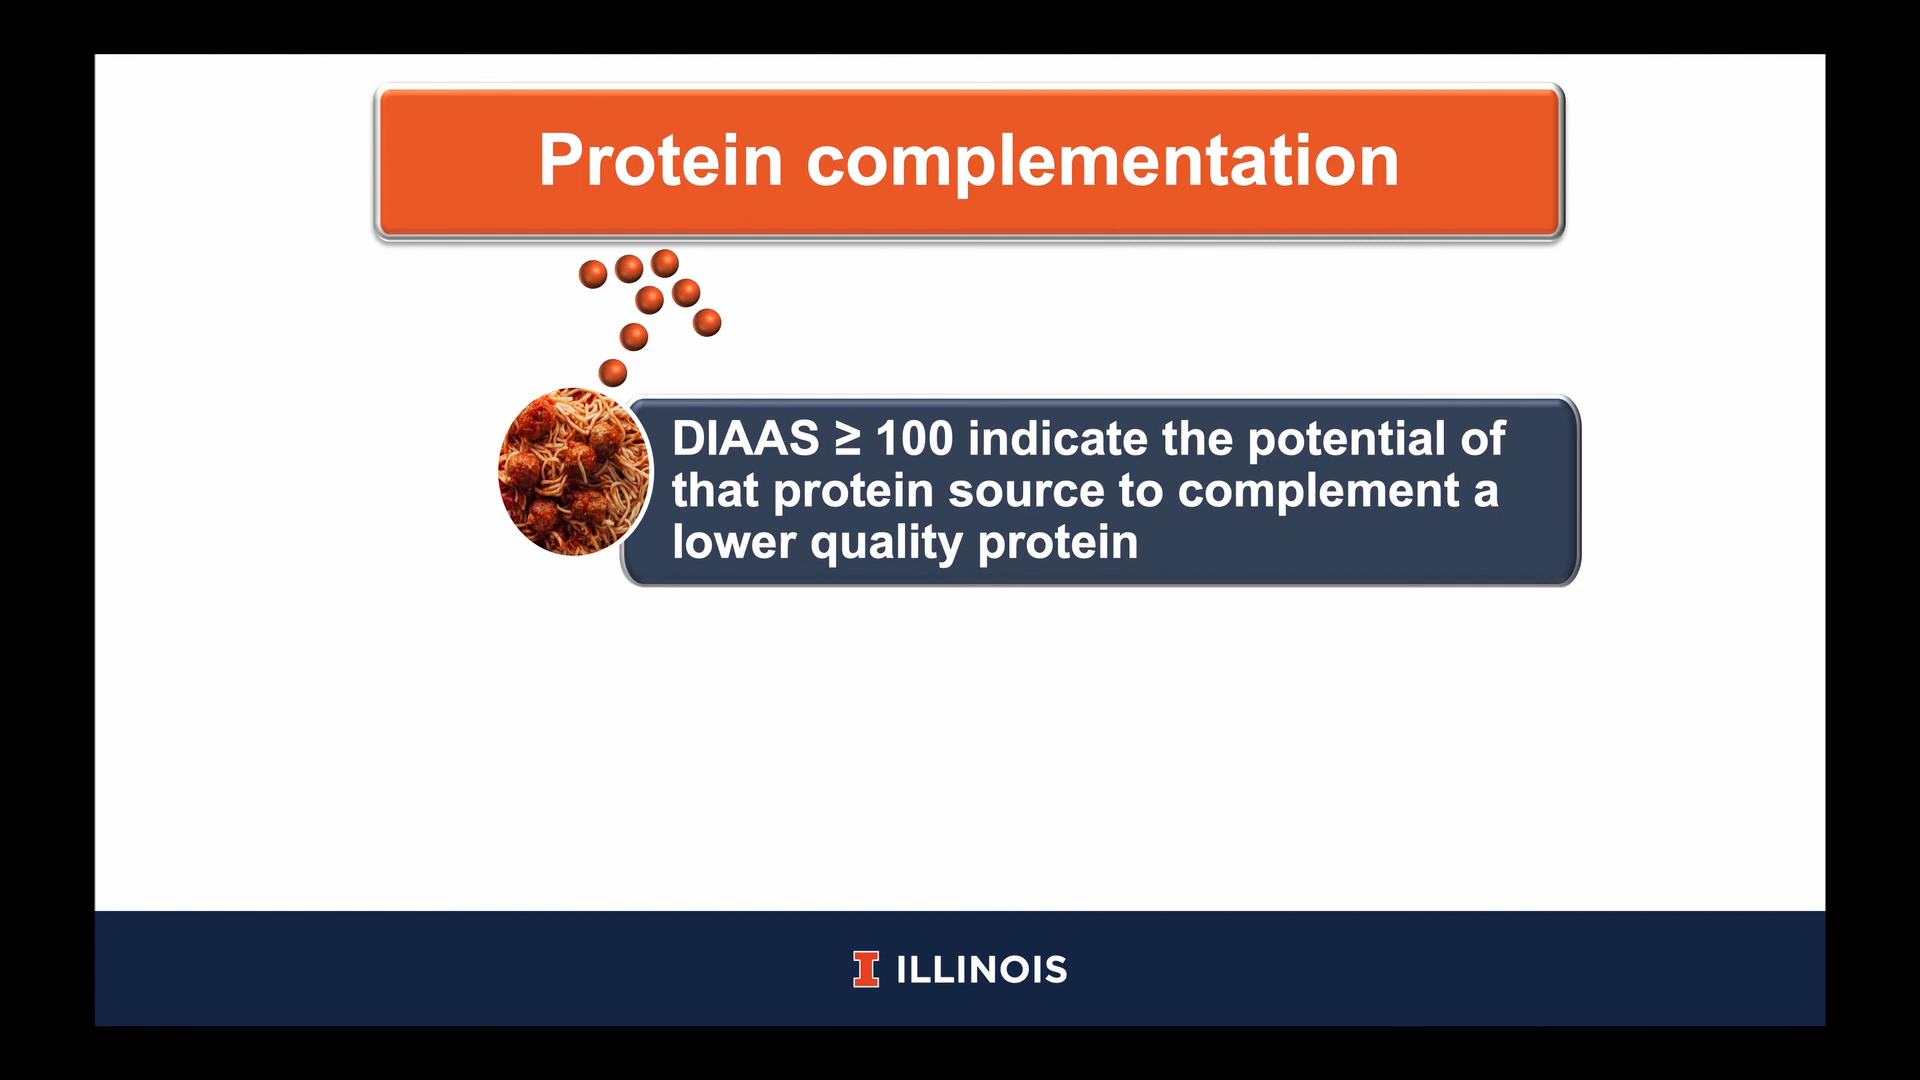 Protein complementation
DIAAS ≥ 100 indicate the potential of
that protein source to complement a
lower quality protein
I ILLINOIS